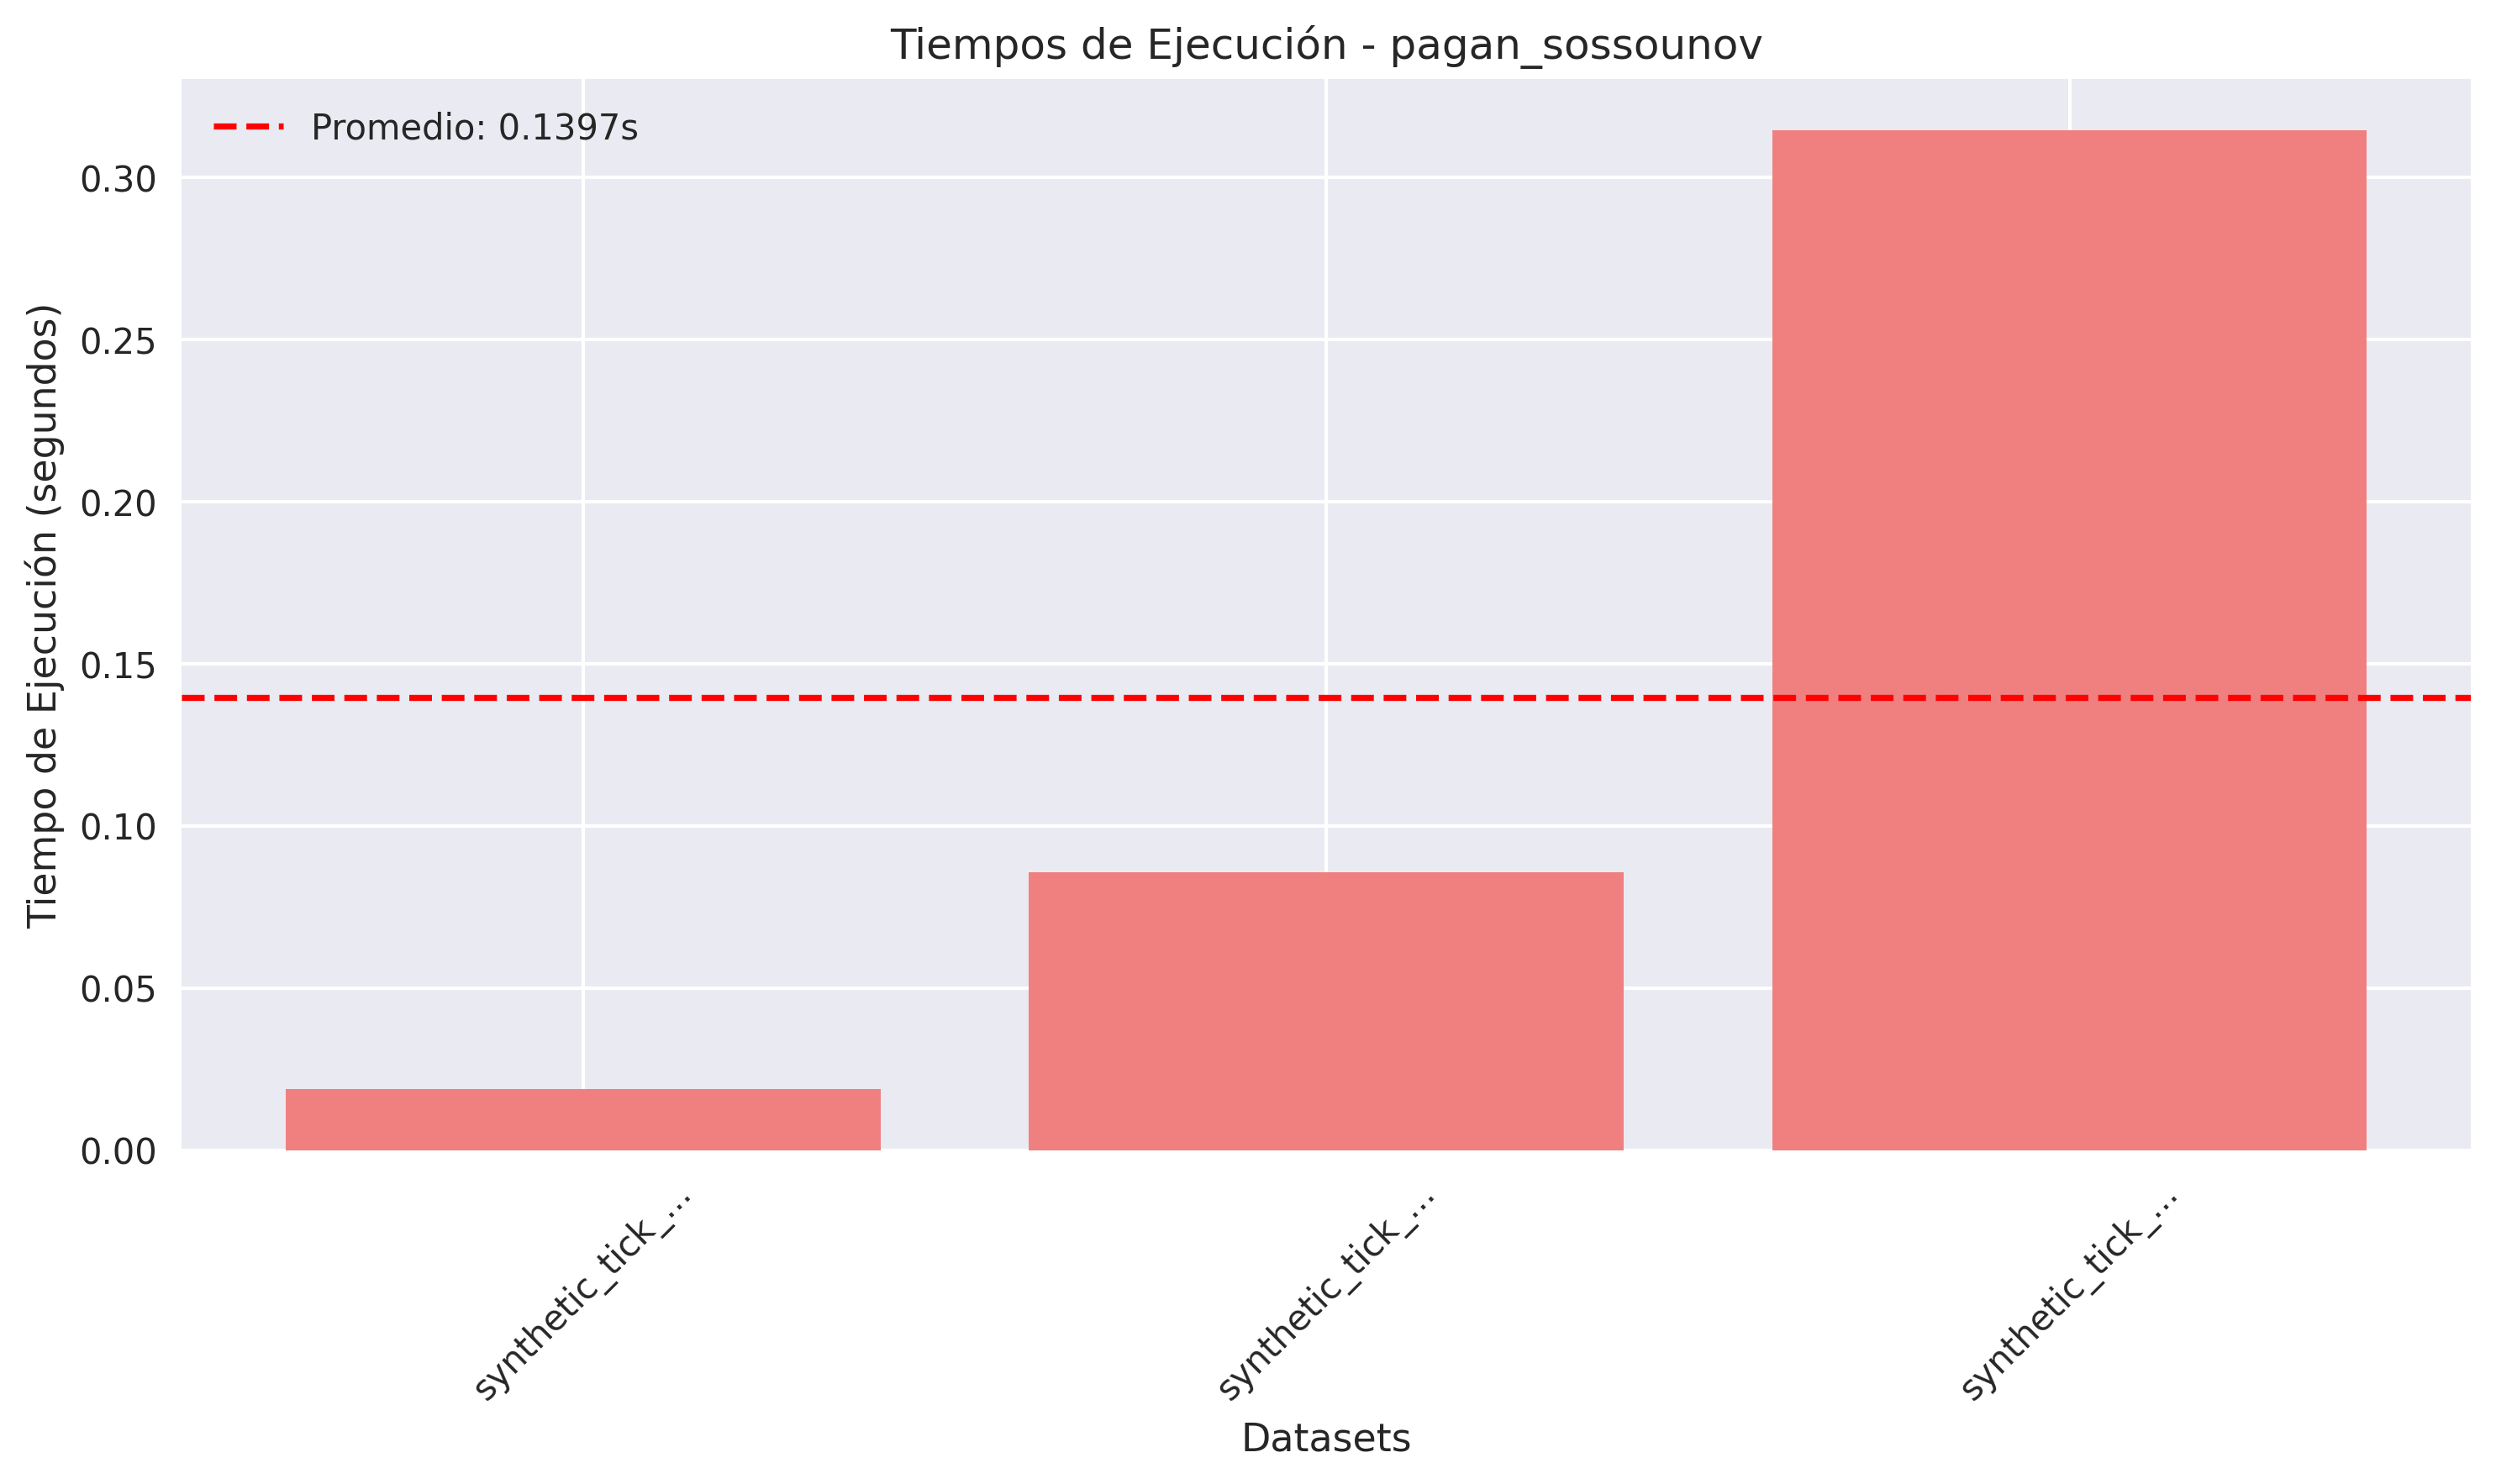 Tiempos de Ejecución - pagan_sossounov
Promedio: 0.1397s
Tiempo de Ejecución (segundos)
0.30
0.25
0.20
0.15
0.10
0.05
0.00
synthetic_tick_...
synthetic_tick_...
synthetic_tick_...
Datasets